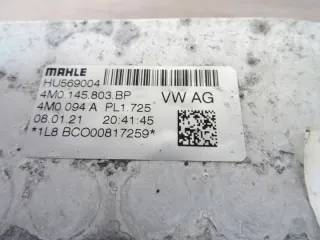 MAHLE
HU569004
4M0.145.803.BP
4M0 094 A PL1.725 VW AG
08.01.21 20:41:45
*1L8 BCO00817259*